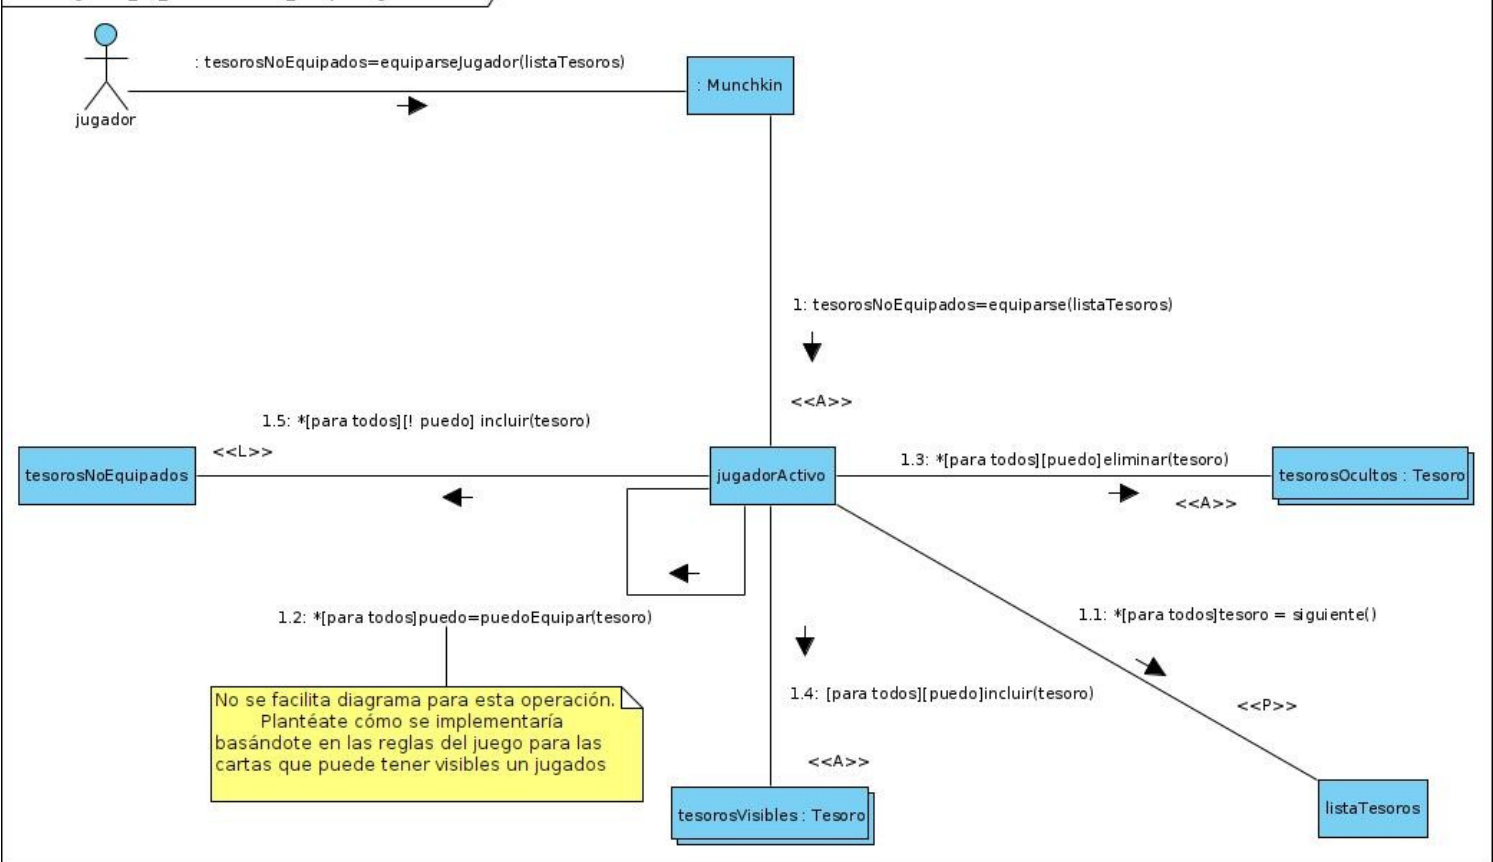 : tesorosNoEquipados=equiparseJugador(listaTesoros)
: Munchkin
jugador
1: tesorosNoEquipados=equiparse(listaTesoros)
<<A>>
1.5: *[para todos][! puedo] incluir(tesoro)
<<L>>
1.3: *[para todos][puedo]eliminar(tesoro)
tesorosNoEquipados
jugadorActivo
tesorosOcultos : Tesoro
<<A>>
1.2: *[para todos]puedo=puedoEquipar(tesoro)
1.1: *[para todos]tesoro = siguiente()
No se facilita diagrama para esta operación.
Plantéate cómo se implementaría
basándote en las reglas del juego para las
cartas que puede tener visibles un jugados
1.4: [para todos][puedo]incluir(tesoro)
<<P>>
<<A>>
tesorosVisibles : Tesoro
listaTesoros